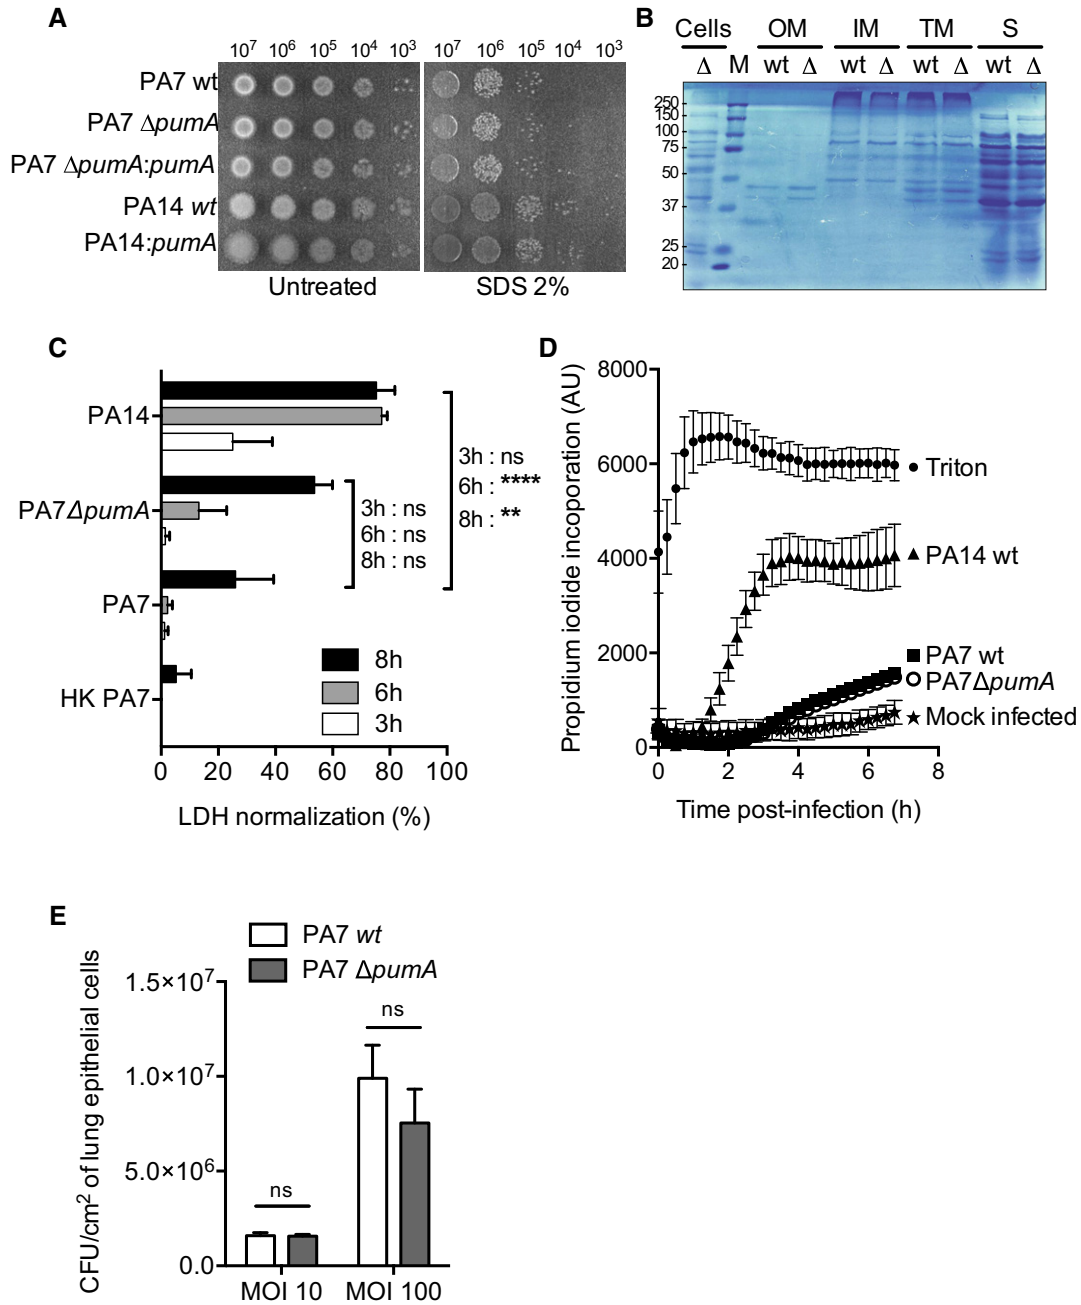 A
10⁷ 10⁶ 10⁵ 10⁴ 10³ 10⁷ 10⁶ 10⁵ 10⁴ 10³
PA7 wt
PA7 ΔpumA
PA7 ΔpumA:pumA
PA14 wt
PA14:pumA
Untreated SDS 2%
B
Cells OM IM TM S
Δ M wt Δ wt Δ wt Δ wt Δ
250
150
100
75
50
37
25
20
C
PA14
PA7ΔpumA
PA7
HK PA7
3h : ns
6h : ns
8h : ns
3h : ns
6h : ****
8h : **
8h
6h
3h
0 20 40 60 80 100
LDH normalization (%)
D
Propidium iodide incoporation (AU)
8000
6000
4000
2000
0
Triton
PA14 wt
PA7 wt
PA7ΔpumA
Mock infected
0 2 4 6 8
Time post-infection (h)
E
PA7 wt
PA7 ΔpumA
CFU/cm² of lung epithelial cells
1.5×10⁷
1.0×10⁷
5.0×10⁶
0.0
ns
ns
MOI 10 MOI 100